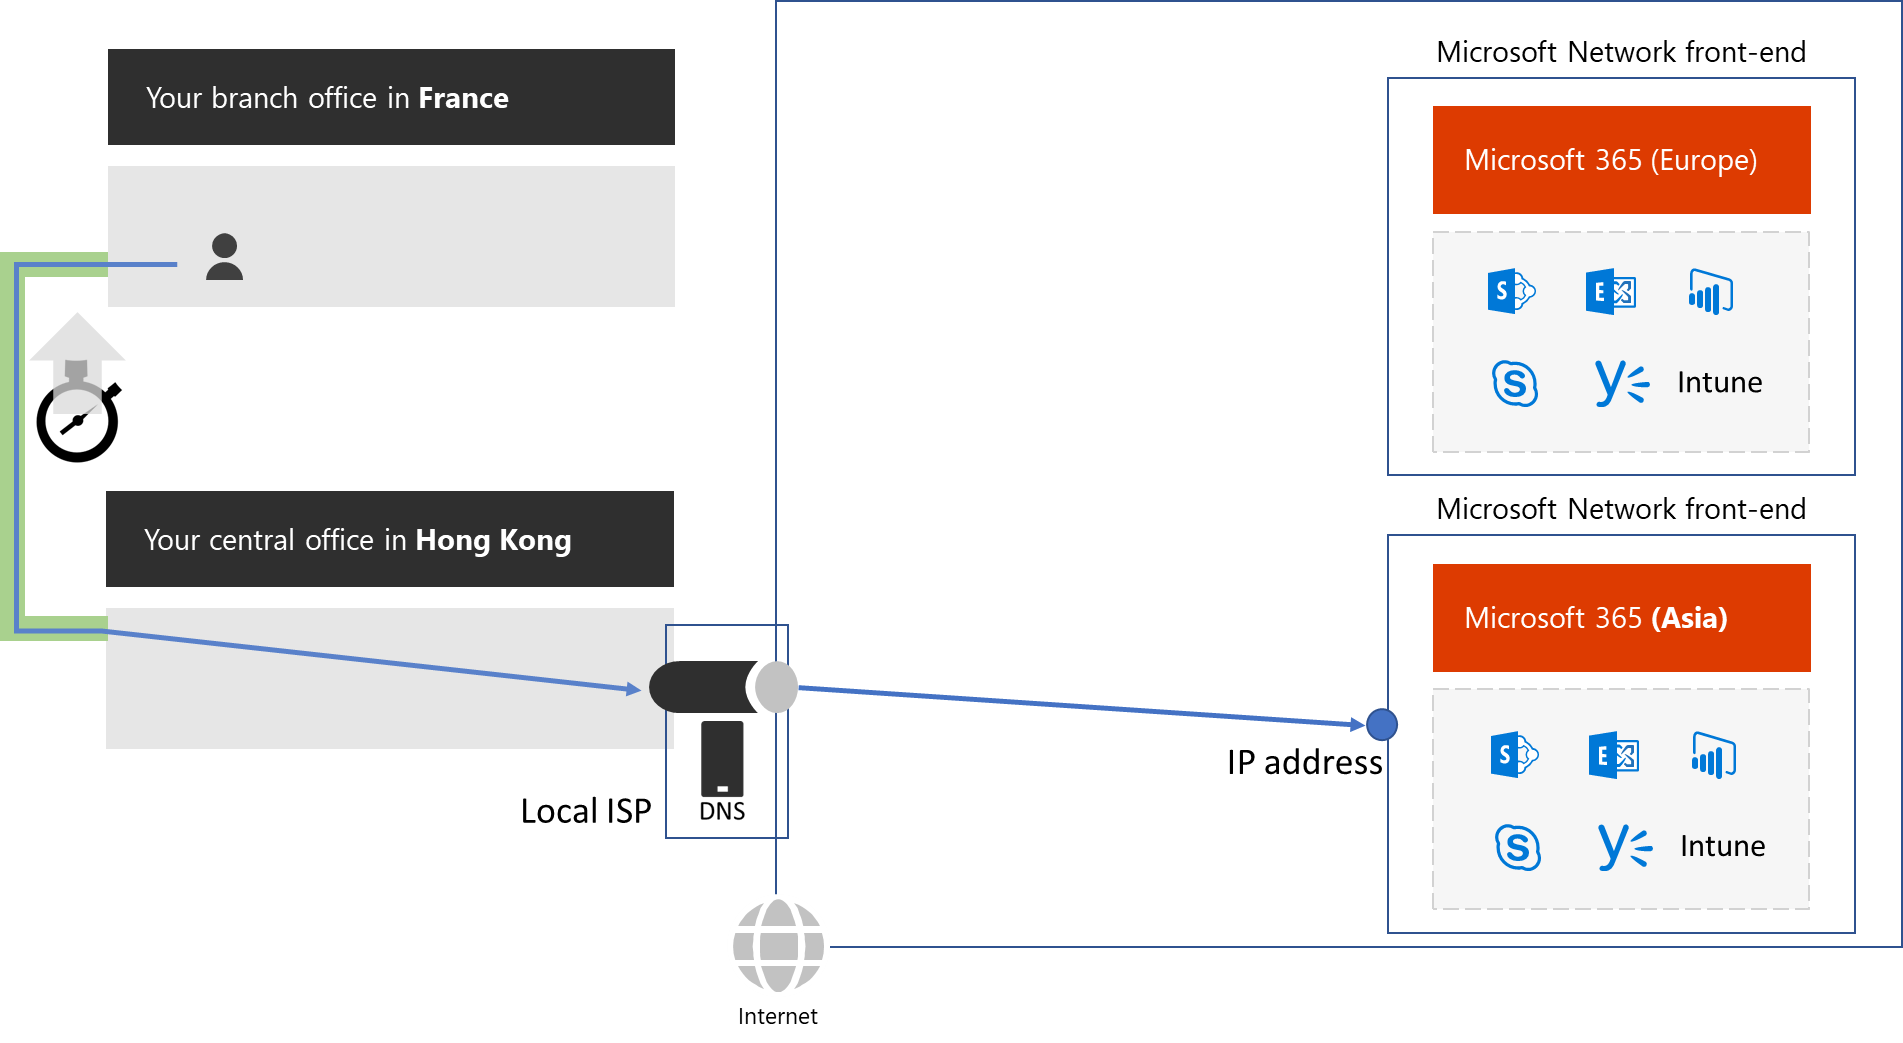 Your branch office in France
Your central office in Hong Kong
Local ISP
DNS
Internet
IP address
Microsoft Network front-end
Microsoft 365 (Europe)
S
E
S
Intune
Microsoft Network front-end
Microsoft 365 (Asia)
S
E
S
Intune